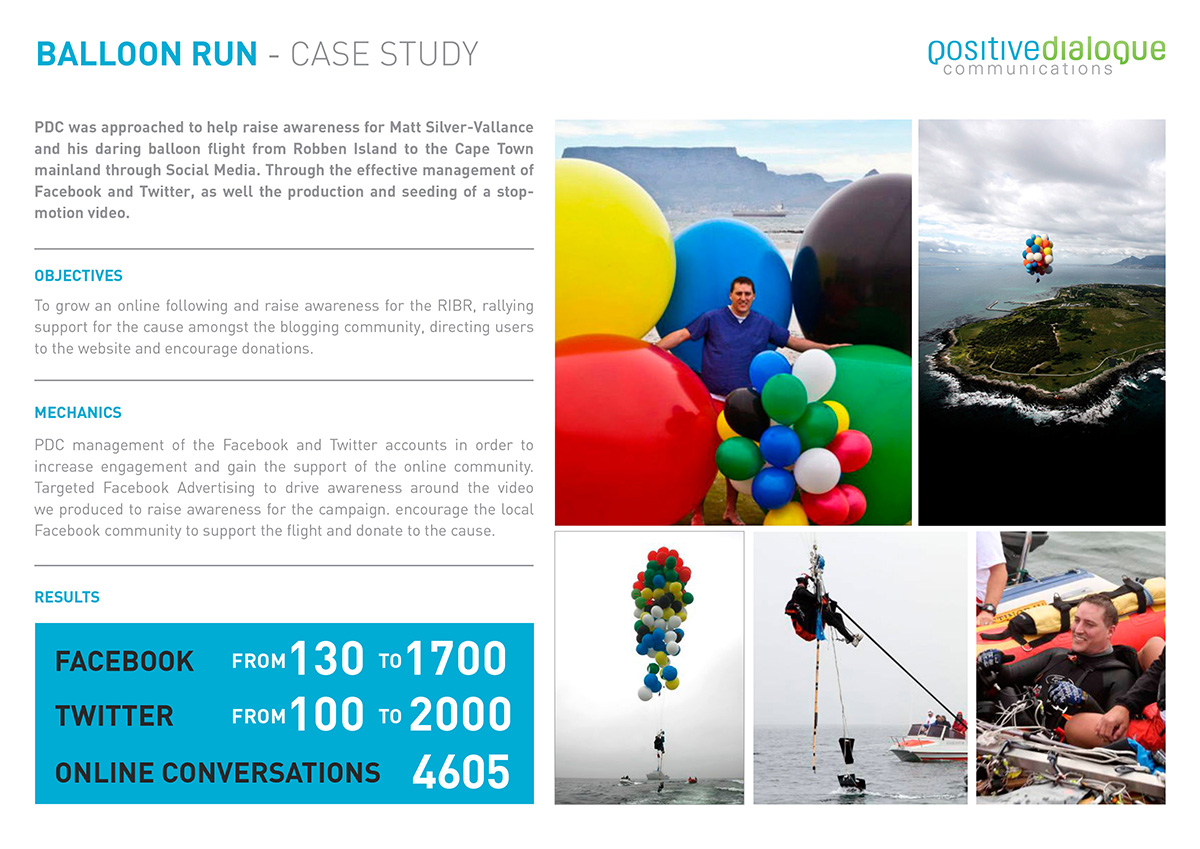 BALLOON RUN - CASE STUDY
positivedialogue
communications
PDC was approached to help raise awareness for Matt Silver-Vallance
and his daring balloon flight from Robben Island to the Cape Town
mainland through Social Media. Through the effective management of
Facebook and Twitter, as well the production and seeding of a stop-
motion video.
OBJECTIVES
To grow an online following and raise awareness for the RIBR, rallying
support for the cause amongst the blogging community, directing users
to the website and encourage donations.
MECHANICS
PDC management of the Facebook and Twitter accounts in order to
increase engagement and gain the support of the online community.
Targeted Facebook Advertising to drive awareness around the video
we produced to raise awareness for the campaign. encourage the local
Facebook community to support the flight and donate to the cause.
RESULTS
FACEBOOK FROM 130 TO 1700
TWITTER FROM 100 TO 2000
ONLINE CONVERSATIONS 4605